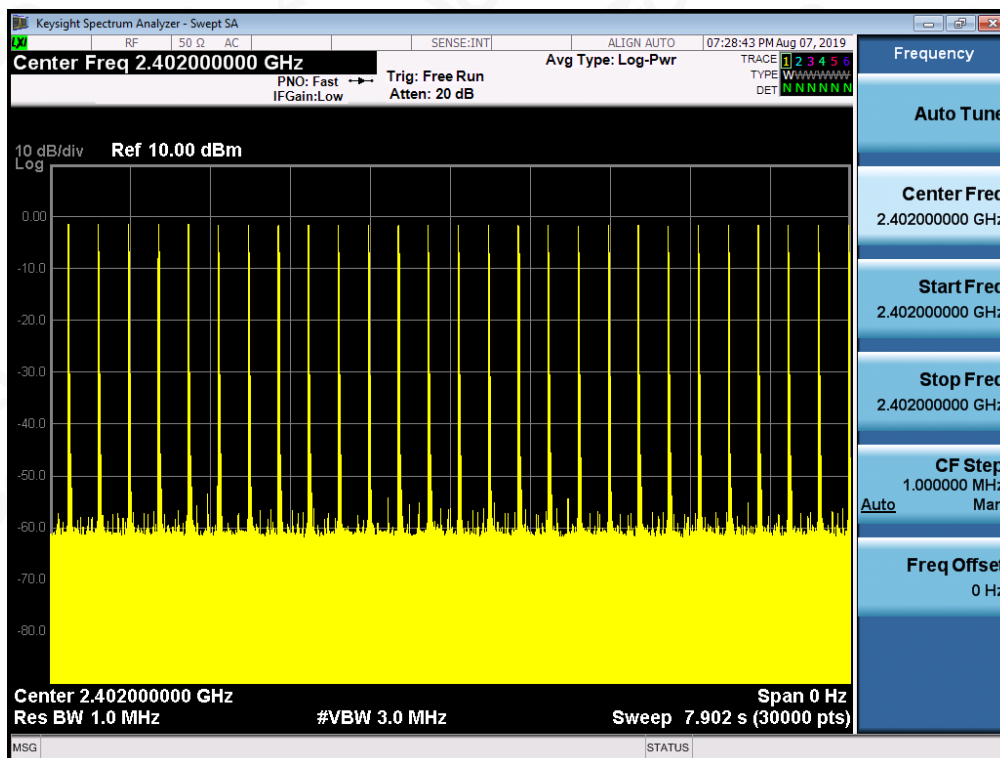 Keysight Spectrum Analyzer - Swept SA
LXI RF 50 Ω AC SENSE:INT ALIGN AUTO 07:28:43 PM Aug 07, 2019
Center Freq 2.402000000 GHz
PNO: Fast
IFGain:Low
Trig: Free Run
Atten: 20 dB
Avg Type: Log-Pwr
TRACE 1 2 3 4 5 6
TYPE WWWWWW
DET N N N N N N
10 dB/div Ref 10.00 dBm
Log
0.00
-10.0
-20.0
-30.0
-40.0
-50.0
-60.0
-70.0
-80.0
Center 2.402000000 GHz Span 0 Hz
Res BW 1.0 MHz #VBW 3.0 MHz Sweep 7.902 s (30000 pts)
MSG STATUS
Frequency
Auto Tune
Center Freq
2.402000000 GHz
Start Freq
2.402000000 GHz
Stop Freq
2.402000000 GHz
CF Step
1.000000 MHz
Auto Man
Freq Offset
0 Hz